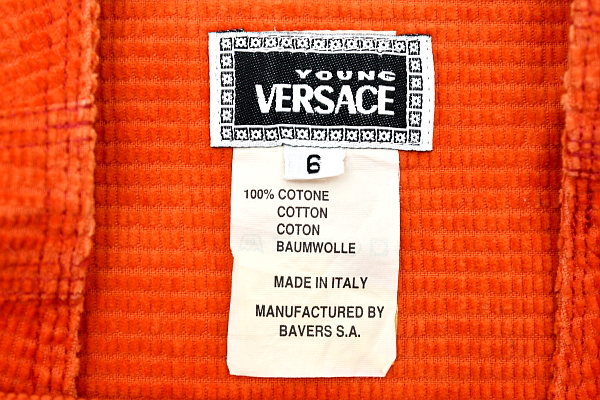 YOUNG
VERSACE
6
100% COTONE
COTTON
COTON
BAUMWOLLE
MADE IN ITALY
MANUFACTURED BY
BAVERS S.A.